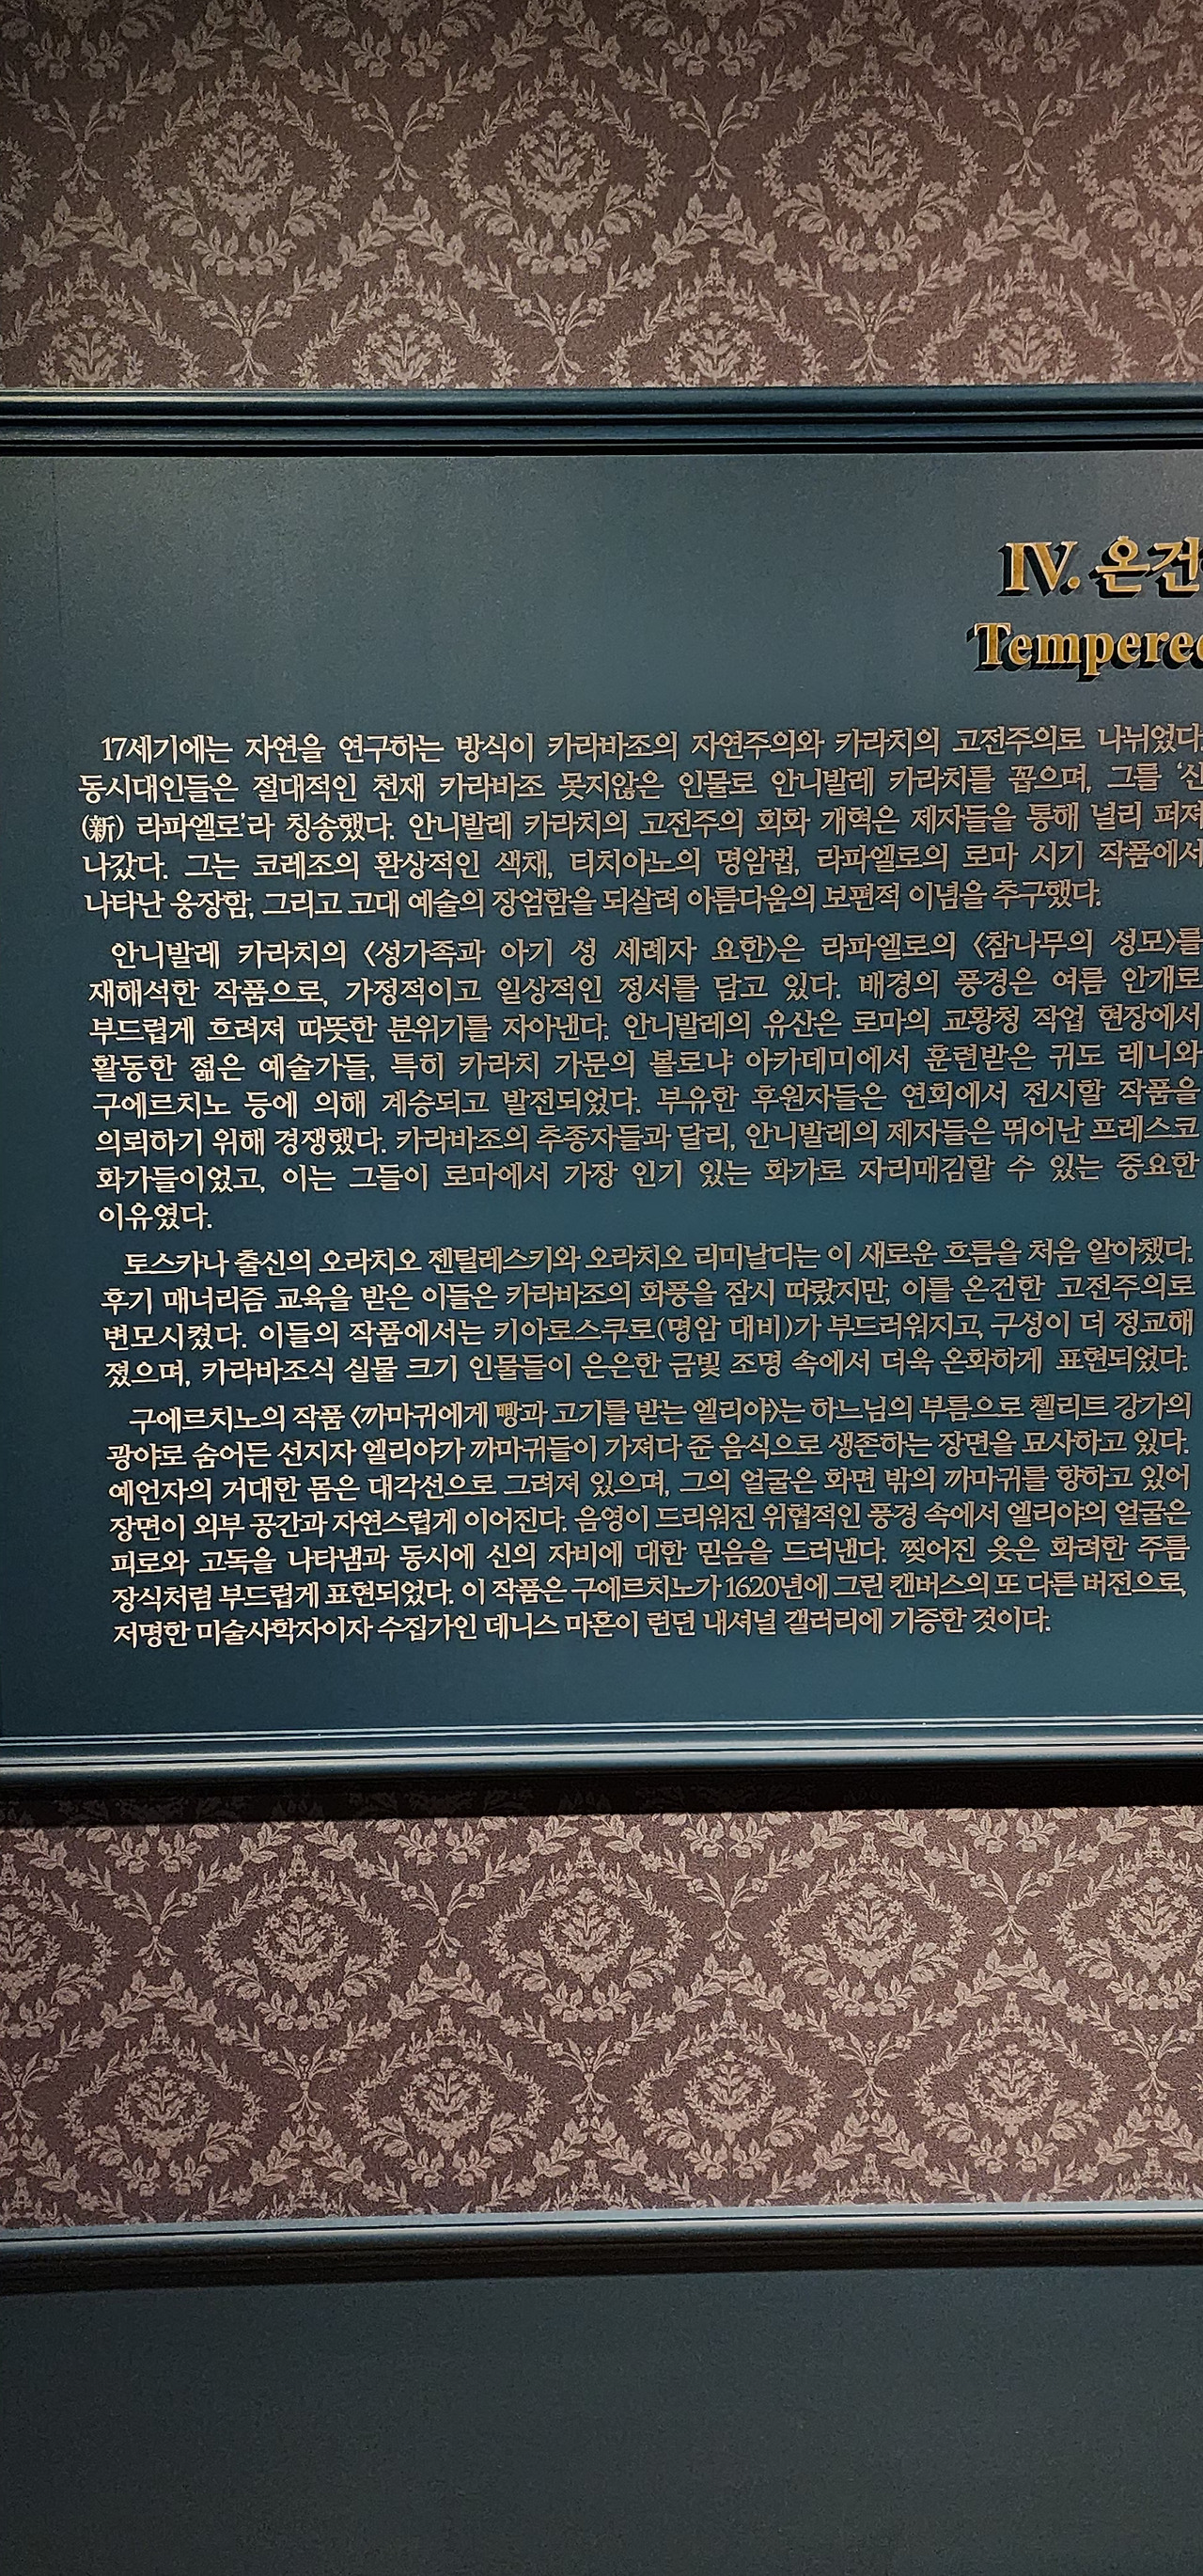 IV. 온건
Tempered
17세기에는 자연을 연구하는 방식이 카라바조의 자연주의와 카라치의 고전주의로 나뉘었다
동시대인들은 절대적인 천재 카라바조 못지않은 인물로 안니발레 카라치를 꼽으며, 그를 ‘신
(新) 라파엘로’라 칭송했다. 안니발레 카라치의 고전주의 회화 개혁은 제자들을 통해 널리 퍼져
나갔다. 그는 코레조의 환상적인 색채, 티치아노의 명암법, 라파엘로의 로마 시기 작품에서
나타난 웅장함, 그리고 고대 예술의 장엄함을 되살려 아름다움의 보편적 이념을 추구했다.
안니발레 카라치의 〈성가족과 아기 성 세례자 요한〉은 라파엘로의 〈참나무의 성모〉를
재해석한 작품으로, 가정적이고 일상적인 정서를 담고 있다. 배경의 풍경은 여름 안개로
부드럽게 흐려져 따뜻한 분위기를 자아낸다. 안니발레의 유산은 로마의 교황청 작업 현장에서
활동한 젊은 예술가들, 특히 카라치 가문의 볼로냐 아카데미에서 훈련받은 귀도 레니와
구에르치노 등에 의해 계승되고 발전되었다. 부유한 후원자들은 연회에서 전시할 작품을
의뢰하기 위해 경쟁했다. 카라바조의 추종자들과 달리, 안니발레의 제자들은 뛰어난 프레스코
화가들이었고, 이는 그들이 로마에서 가장 인기 있는 화가로 자리매김할 수 있는 중요한
이유였다.
토스카나 출신의 오라치오 젠틸레스키와 오라치오 리미날디는 이 새로운 흐름을 처음 알아챘다.
후기 매너리즘 교육을 받은 이들은 카라바조의 화풍을 잠시 따랐지만, 이를 온건한 고전주의로
변모시켰다. 이들의 작품에서는 키아로스쿠로(명암 대비)가 부드러워지고, 구성이 더 정교해
졌으며, 카라바조식 실물 크기 인물들이 은은한 금빛 조명 속에서 더욱 온화하게 표현되었다.
구에르치노의 작품 〈까마귀에게 빵과 고기를 받는 엘리야〉는 하느님의 부름으로 첼리트 강가의
광야로 숨어든 선지자 엘리야가 까마귀들이 가져다 준 음식으로 생존하는 장면을 묘사하고 있다.
예언자의 거대한 몸은 대각선으로 그려져 있으며, 그의 얼굴은 화면 밖의 까마귀를 향하고 있어
장면이 외부 공간과 자연스럽게 이어진다. 음영이 드리워진 위협적인 풍경 속에서 엘리야의 얼굴은
피로와 고독을 나타냄과 동시에 신의 자비에 대한 믿음을 드러낸다. 찢어진 옷은 화려한 주름
장식처럼 부드럽게 표현되었다. 이 작품은 구에르치노가 1620년에 그린 캔버스의 또 다른 버전으로,
저명한 미술사학자이자 수집가인 데니스 마혼이 런던 내셔널 갤러리에 기증한 것이다.